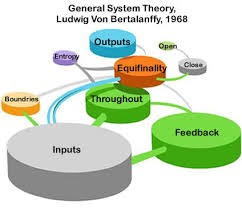 General System Theory,
Ludwig Von Bertalanffy, 1968
Outputs
Open
Entropy
Equifinality
Close
Boundries
Throughout
Feedback
Inputs